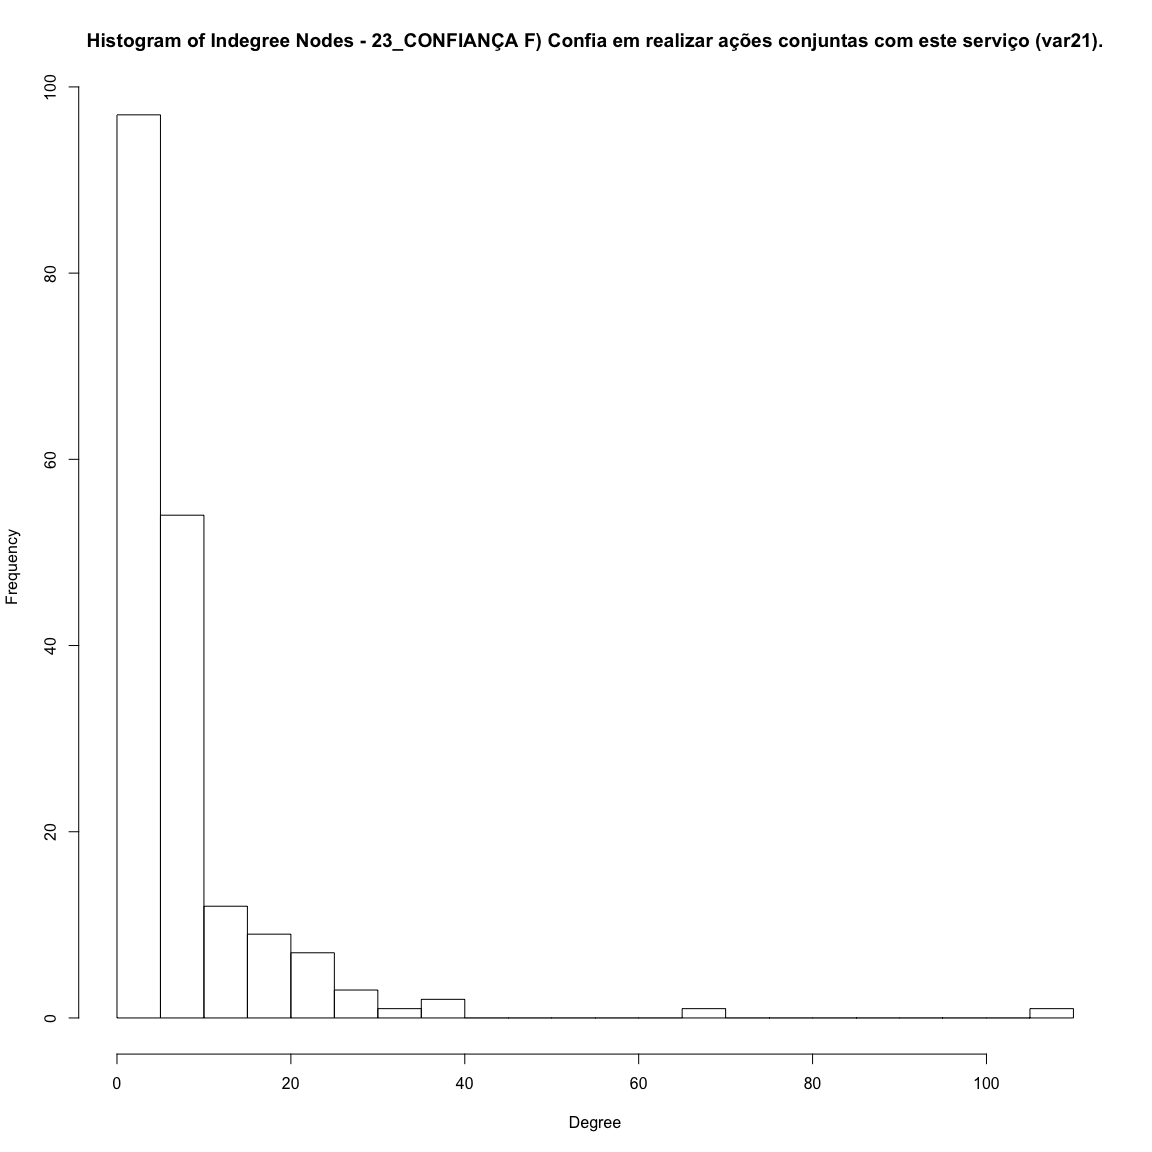 Histogram of Indegree Nodes - 23_CONFIANÇA F) Confia em realizar ações conjuntas com este serviço (var21).
100
80
60
40
20
0
Frequency
0 20 40 60 80 100
Degree